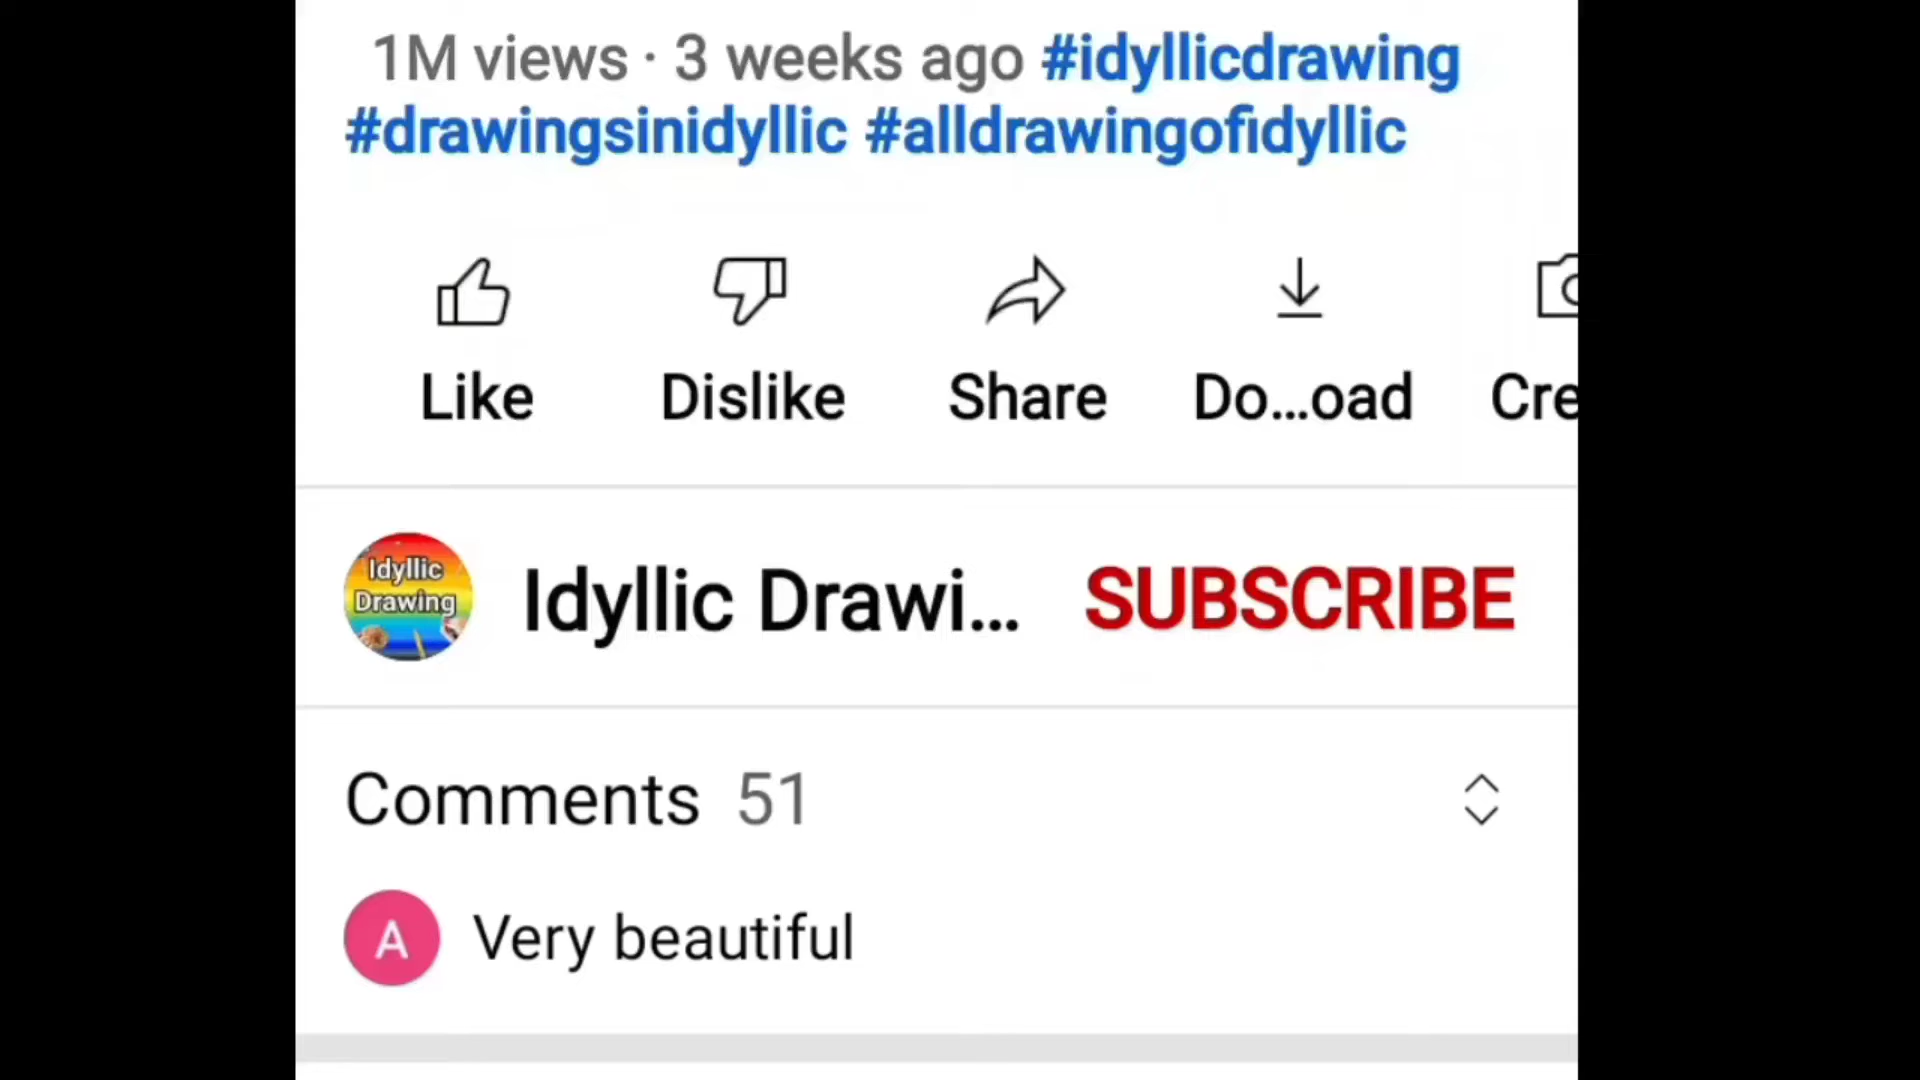 1M views · 3 weeks ago #idyllicdrawing
#drawingsinidyllic #alldrawingofidyllic
Like Dislike Share Do...oad Cre
Idyllic
Drawing
Idyllic Drawi... SUBSCRIBE
Comments 51
A Very beautiful